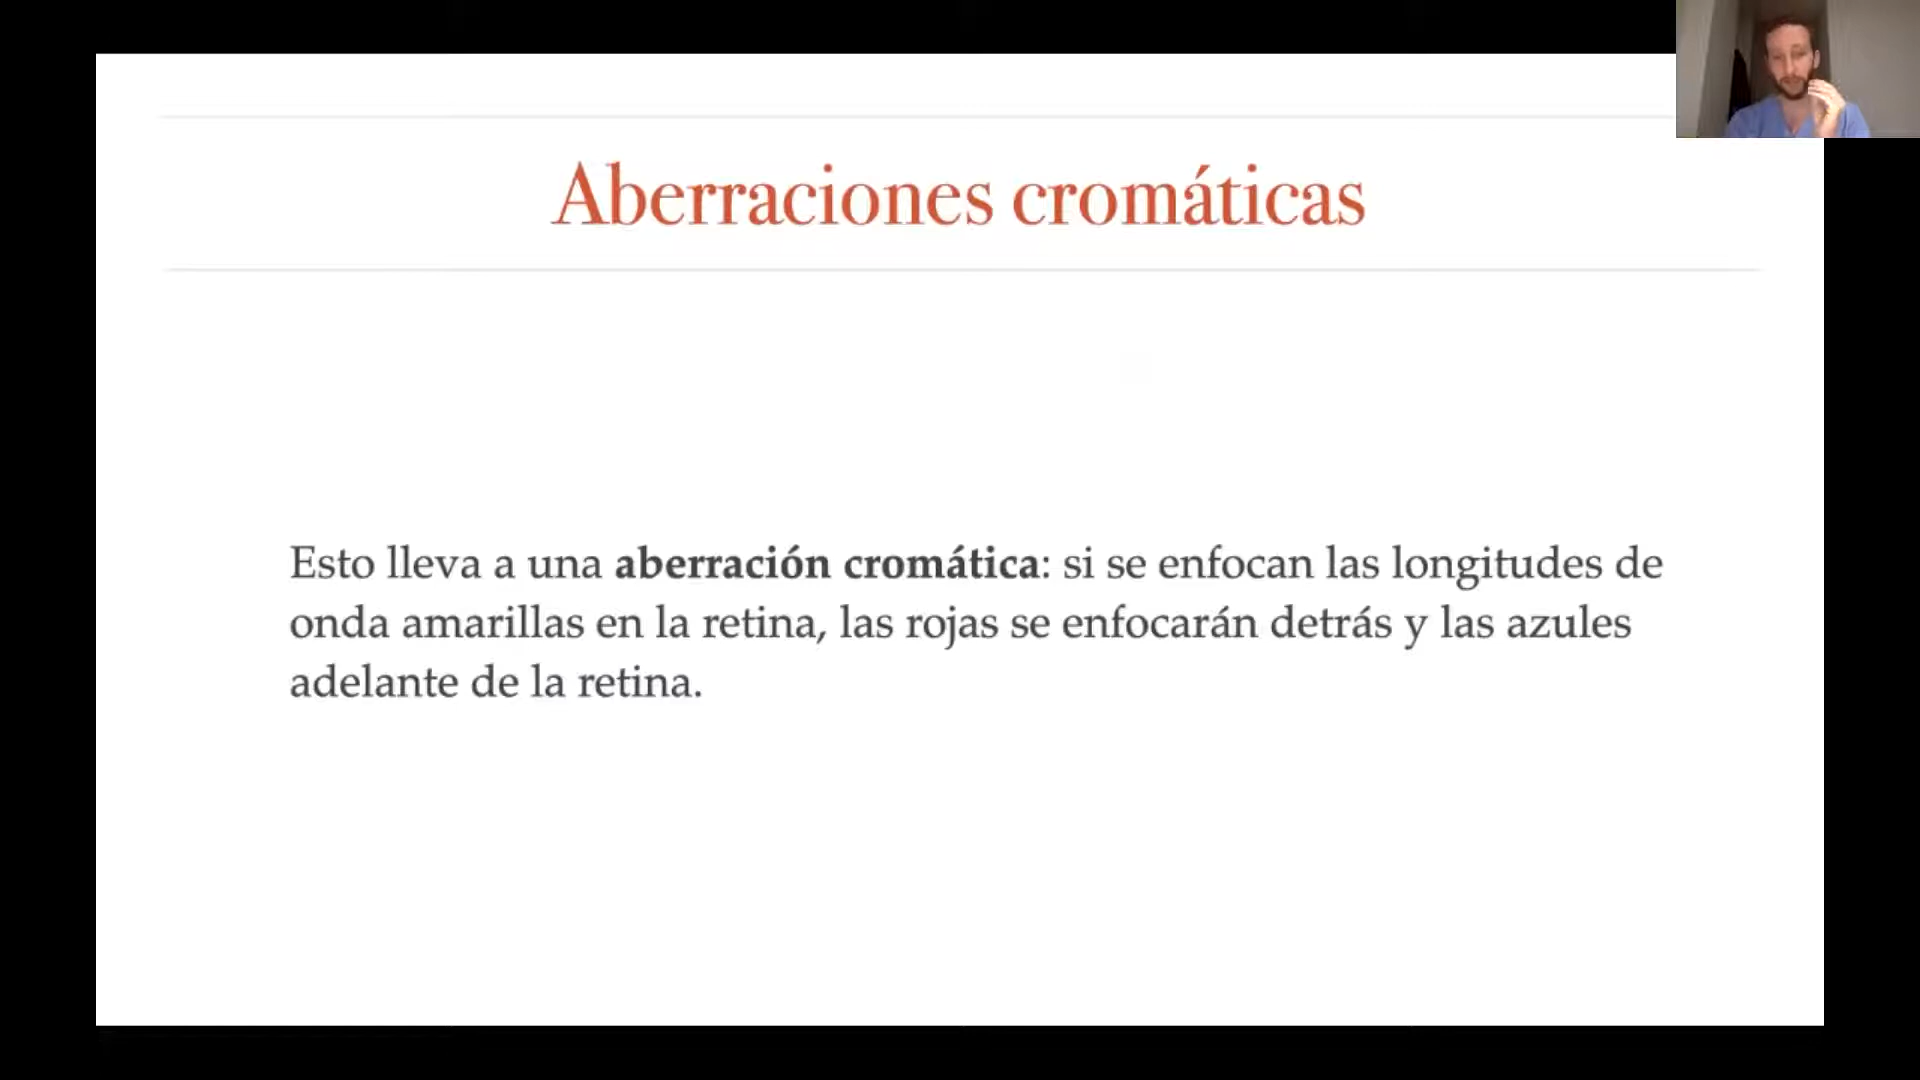 Aberraciones cromáticas
Esto lleva a una aberración cromática: si se enfocan las longitudes de
onda amarillas en la retina, las rojas se enfocarán detrás y las azules
adelante de la retina.